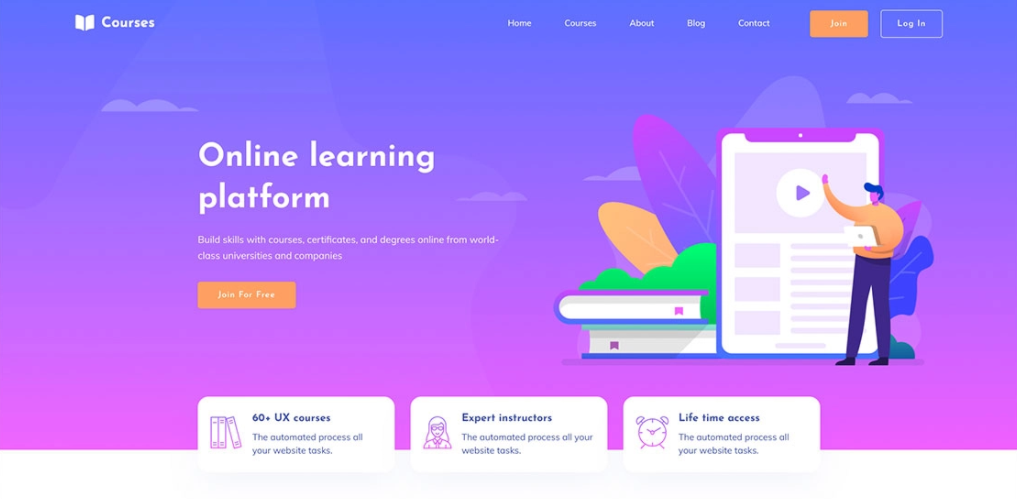 Courses
Home Courses About Blog Contact Join Log In
Online learning
platform
Build skills with courses, certificates, and degrees online from world-
class universities and companies
Join For Free
60+ UX courses
The automated process all
your website tasks.
Expert instructors
The automated process all your
website tasks.
Life time access
The automated process all
your website tasks.